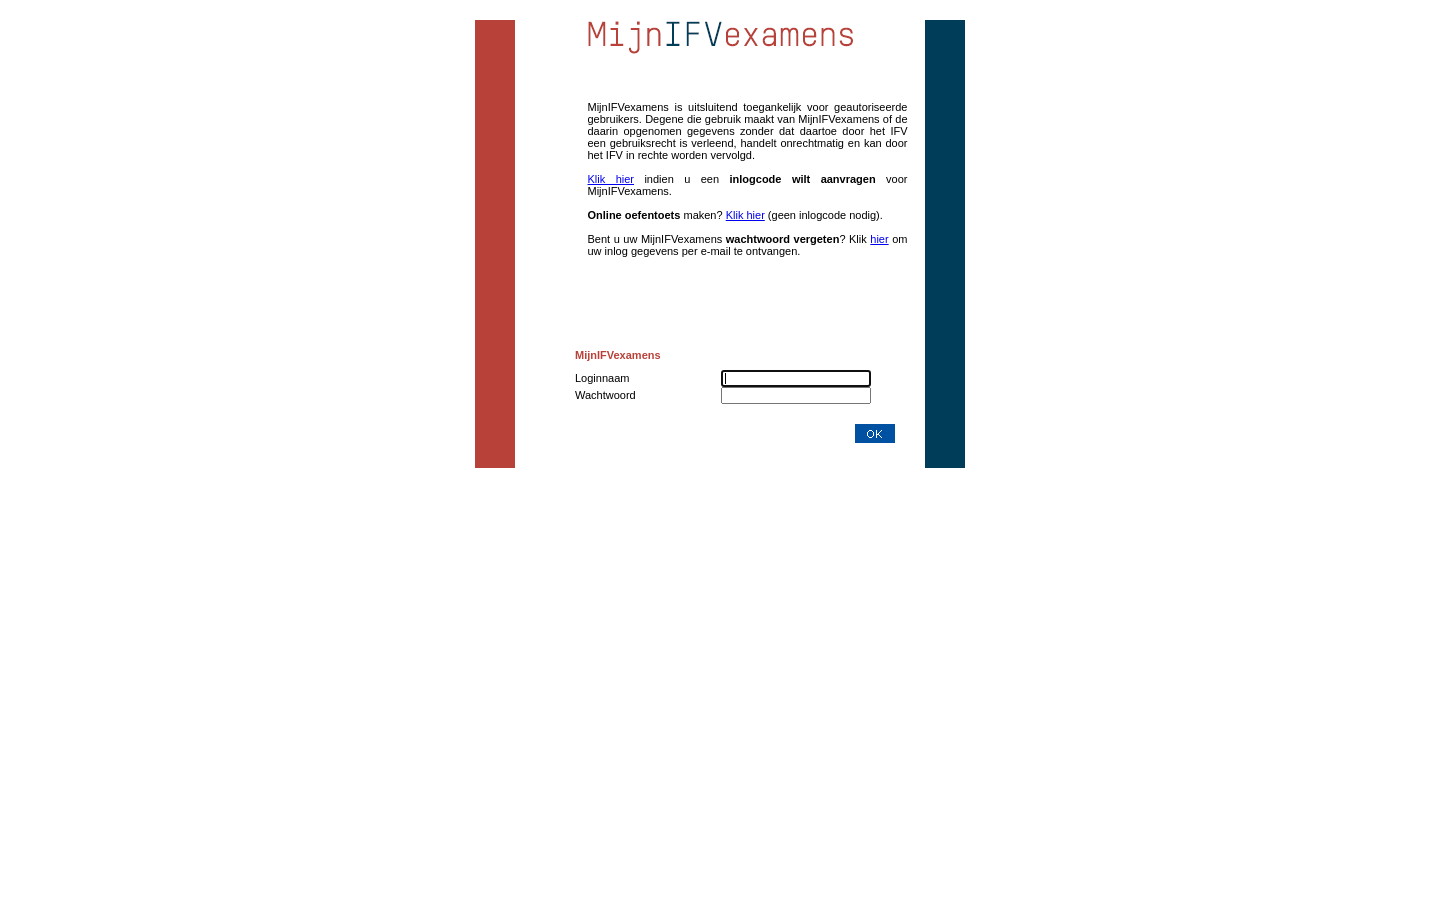 MijnIFVexamens
MijnIFVexamens is uitsluitend toegankelijk voor geautoriseerde
gebruikers. Degene die gebruik maakt van MijnIFVexamens of de
daarin opgenomen gegevens zonder dat daartoe door het IFV
een gebruiksrecht is verleend, handelt onrechtmatig en kan door
het IFV in rechte worden vervolgd.
Klik hier indien u een inlogcode wilt aanvragen voor
MijnIFVexamens.
Online oefentoets maken? Klik hier (geen inlogcode nodig).
Bent u uw MijnIFVexamens wachtwoord vergeten? Klik hier om
uw inlog gegevens per e-mail te ontvangen.
MijnIFVexamens
Loginnaam
Wachtwoord
OK